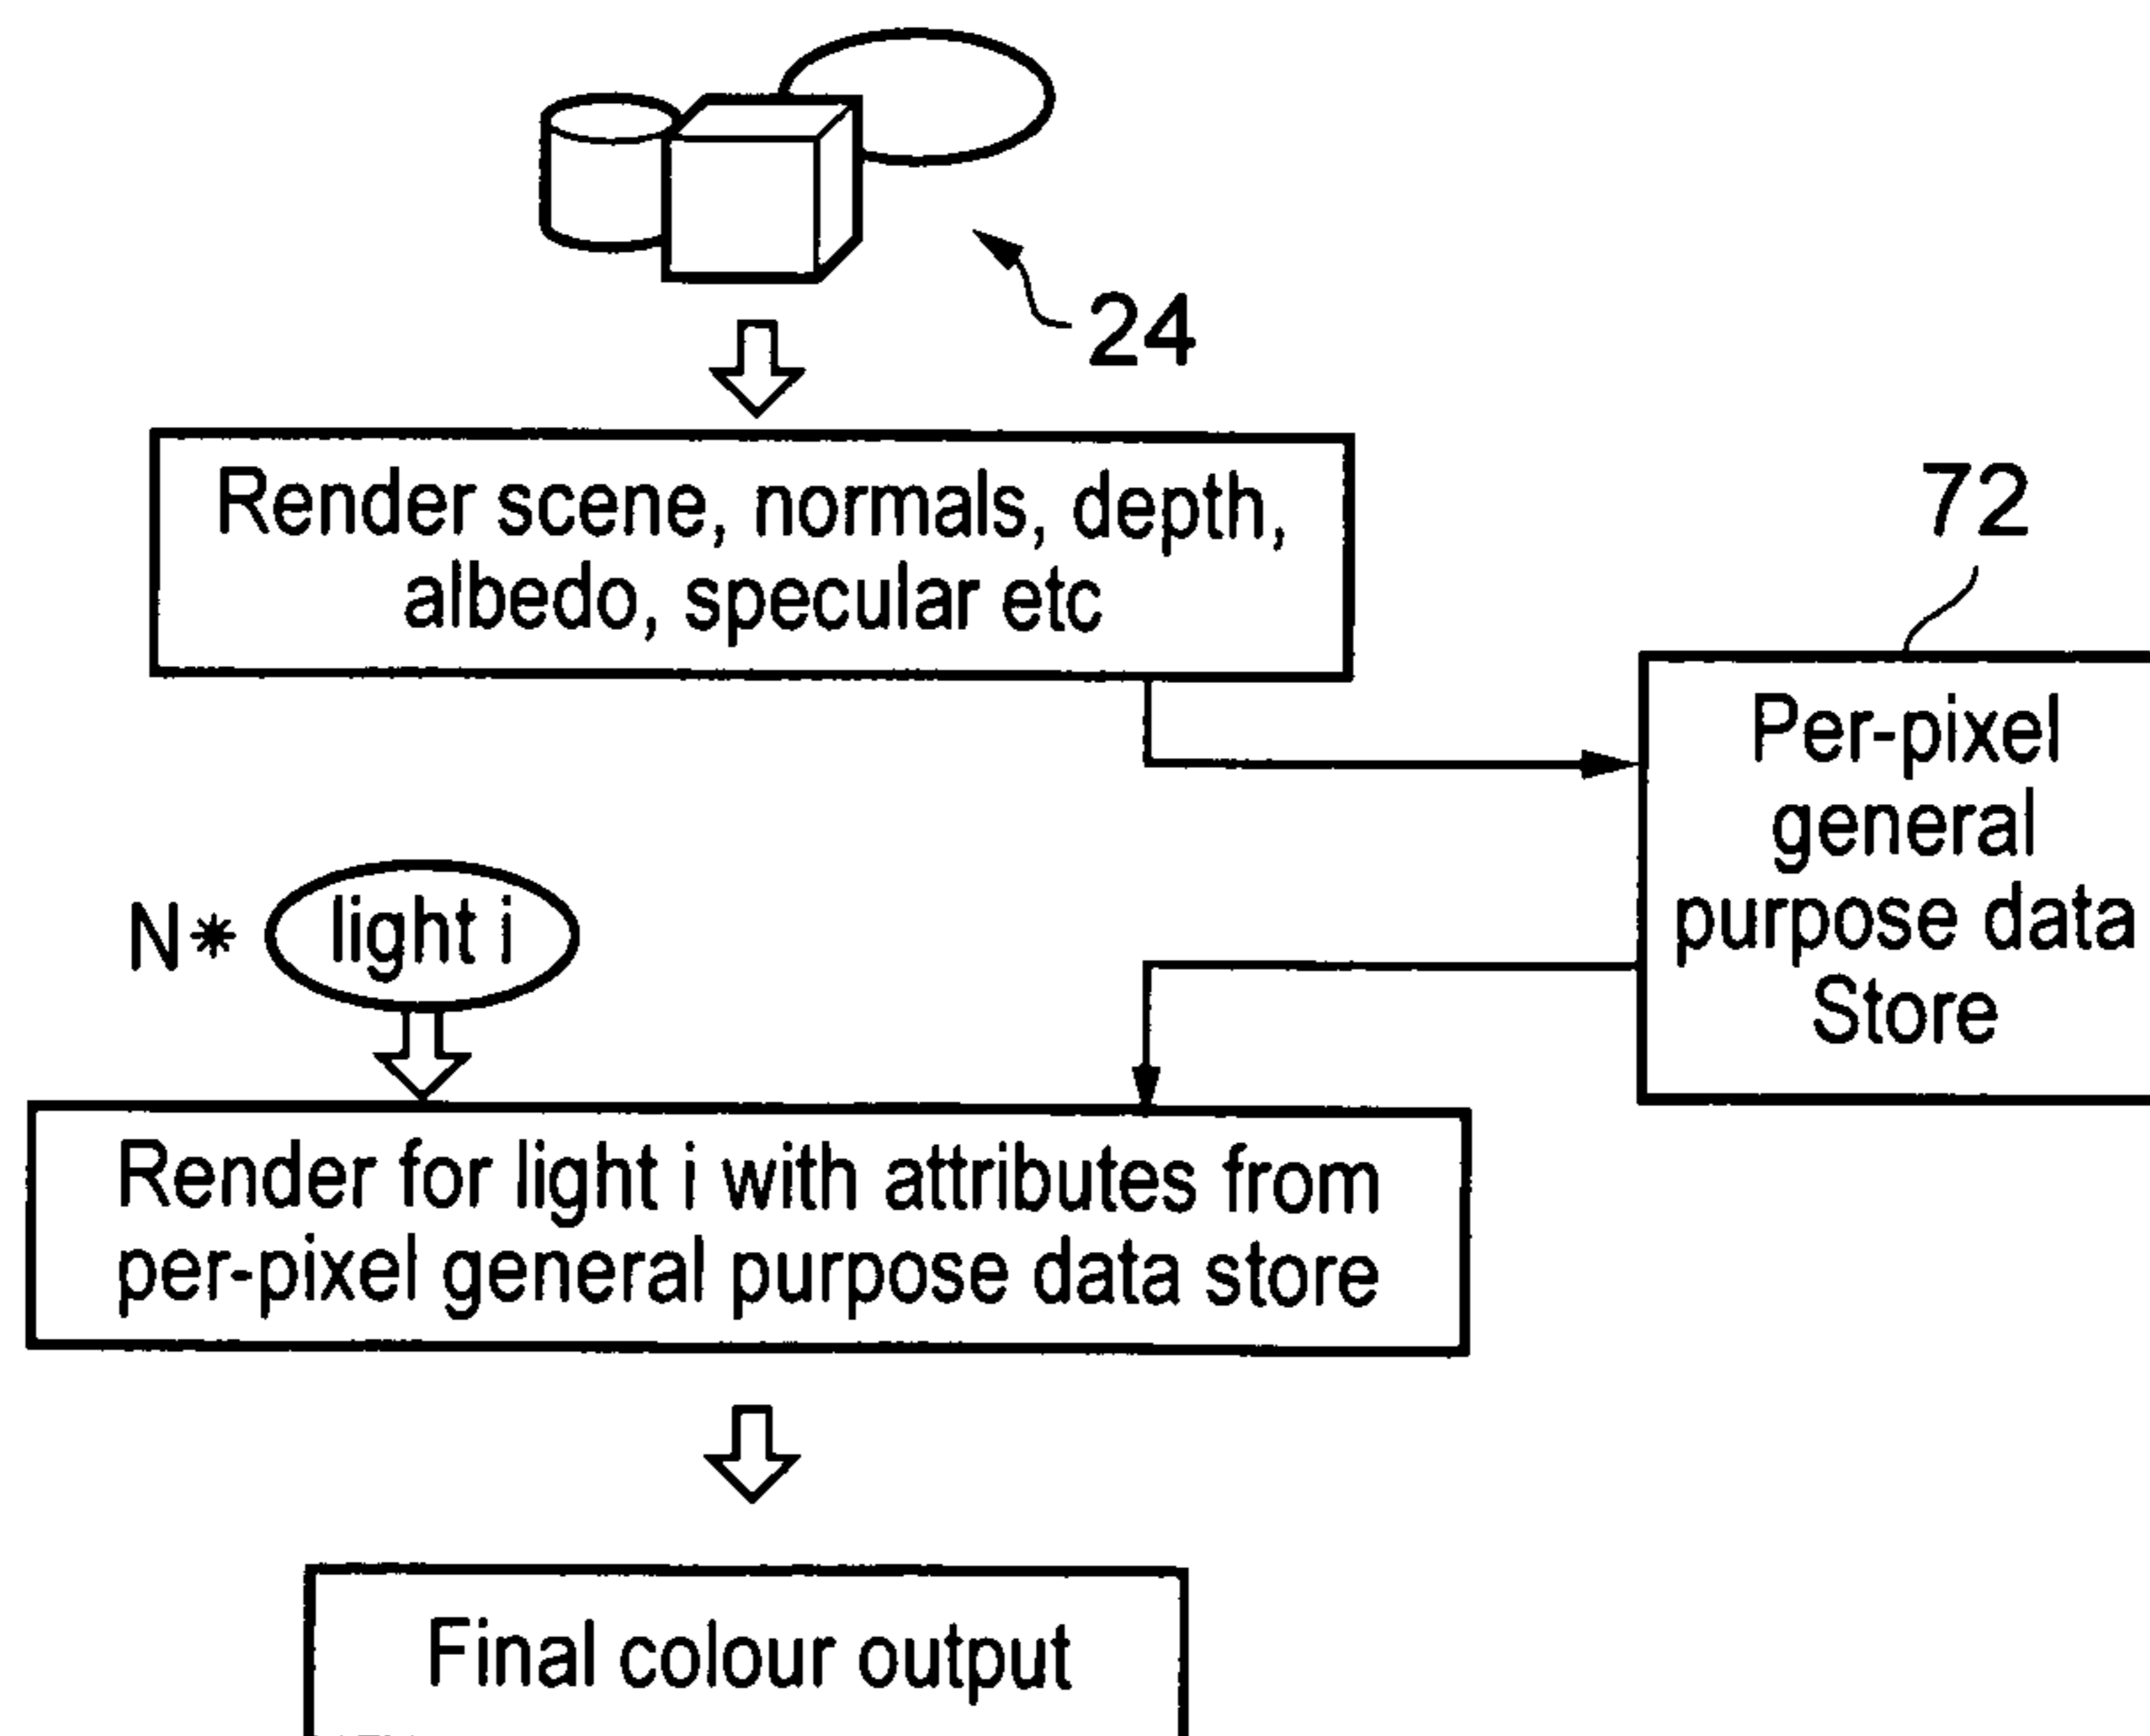 24
Render scene, normals, depth,
albedo, specular etc
72
Per-pixel
general
purpose data
Store
N* light i
Render for light i with attributes from
per-pixel general purpose data store
Final colour output